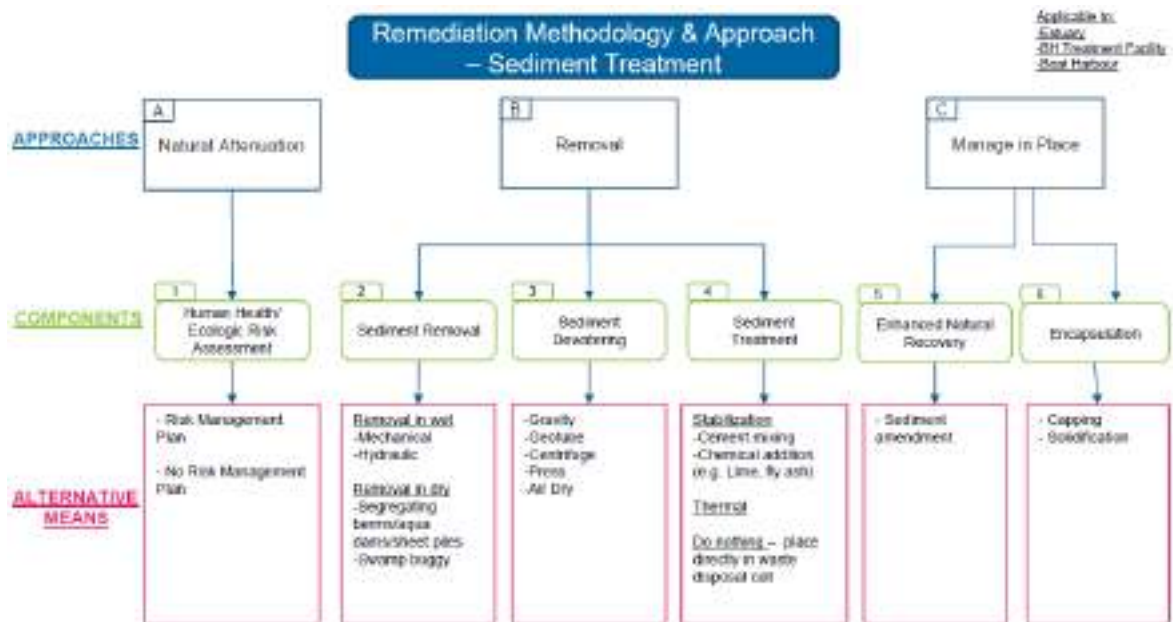 Remediation Methodology & Approach
– Sediment Treatment
Applicable to:
-Estuary
-BH Treatment Facility
-Boat Harbour
APPROACHES
A
Natural Attenuation
B
Removal
C
Manage in Place
COMPONENTS
1
Human Health/
Ecologic Risk
Assessment
2
Sediment Removal
3
Sediment
Dewatering
4
Sediment
Treatment
5
Enhanced Natural
Recovery
6
Encapsulation
ALTERNATIVE
MEANS
- Risk Management
Plan
- No Risk Management
Plan
Removal in wet
-Mechanical
-Hydraulic
Removal in dry
-Segregating
berms/aqua
dams/sheet piles
-Swamp buggy
-Gravity
-Geotube
-Centrifuge
-Press
-Air Dry
Stabilization
-Cement mixing
-Chemical addition
(e.g. Lime, fly ash)
Thermal
Do nothing – place
directly in waste
disposal cell
- Sediment
amendment
- Capping
- Solidification